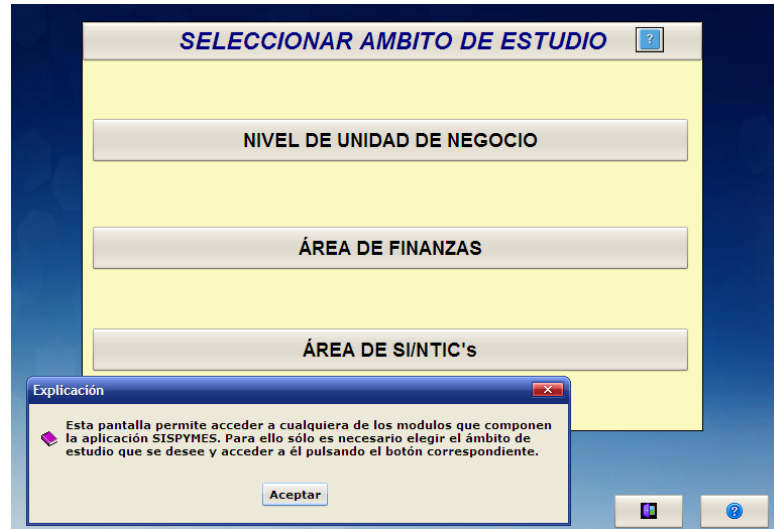 SELECCIONAR AMBITO DE ESTUDIO ?
NIVEL DE UNIDAD DE NEGOCIO
ÁREA DE FINANZAS
ÁREA DE SI/NTIC's
Explicación
Esta pantalla permite acceder a cualquiera de los modulos que componen
la aplicación SISPYMES. Para ello sólo es necesario elegir el ámbito de
estudio que se desee y acceder a él pulsando el botón correspondiente.
Aceptar
?